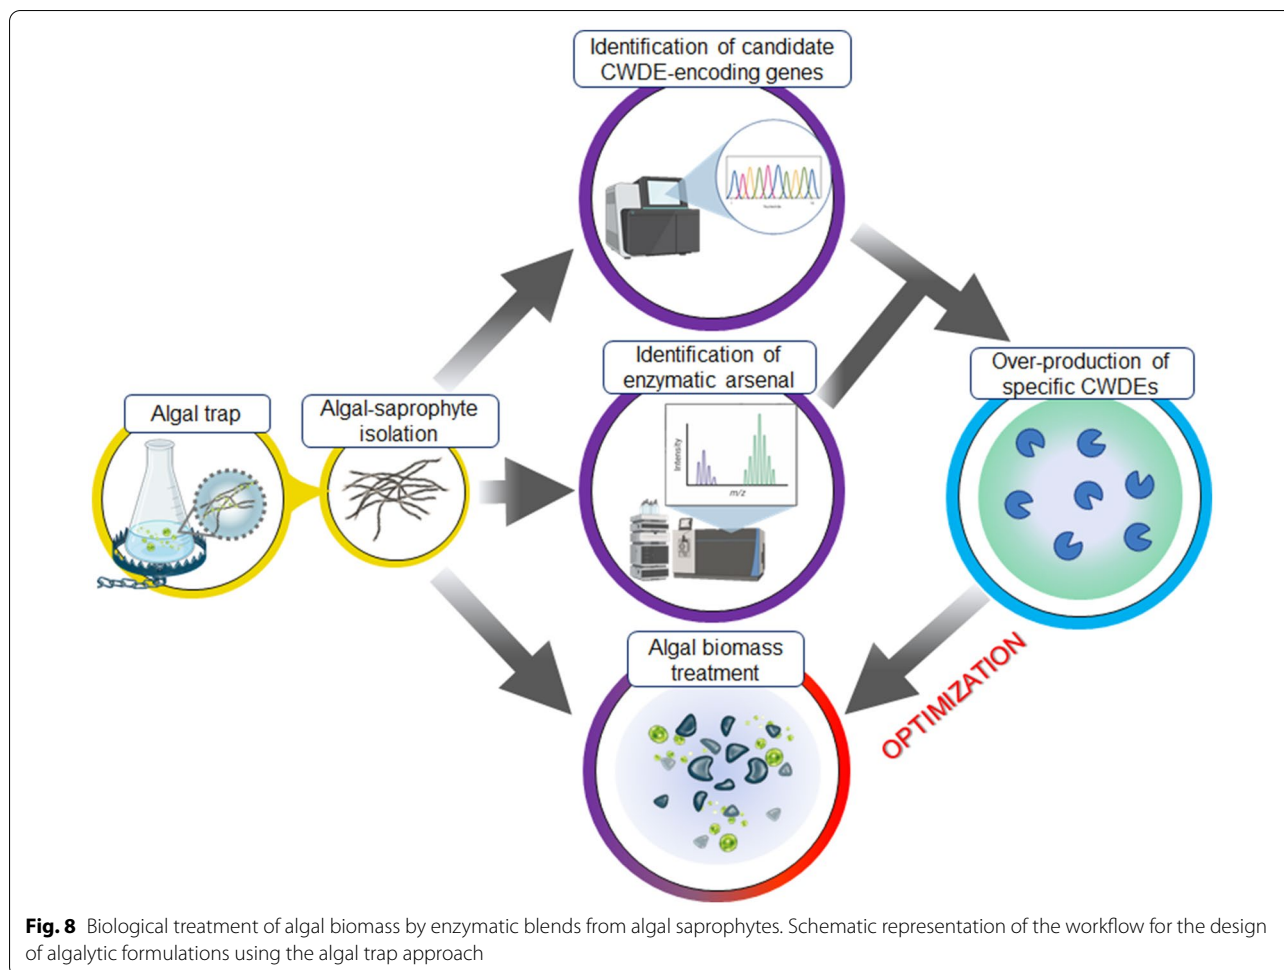 Identification of candidate
CWDE-encoding genes
Identification of
enzymatic arsenal
Intensity
m/z
Over-production of
specific CWDEs
Algal trap
Algal-saprophyte
isolation
Algal biomass
treatment
OPTIMIZATION
Fig. 8 Biological treatment of algal biomass by enzymatic blends from algal saprophytes. Schematic representation of the workflow for the design
of algalytic formulations using the algal trap approach